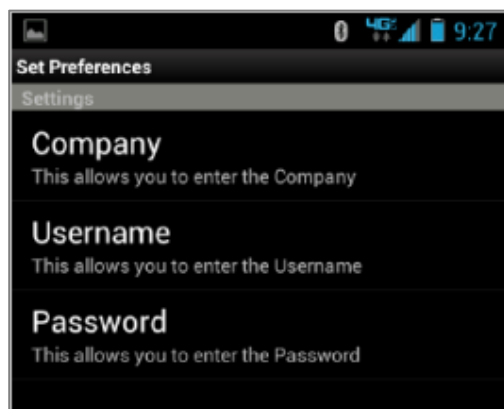 4G 9:27
Set Preferences
Settings
Company
This allows you to enter the Company
Username
This allows you to enter the Username
Password
This allows you to enter the Password